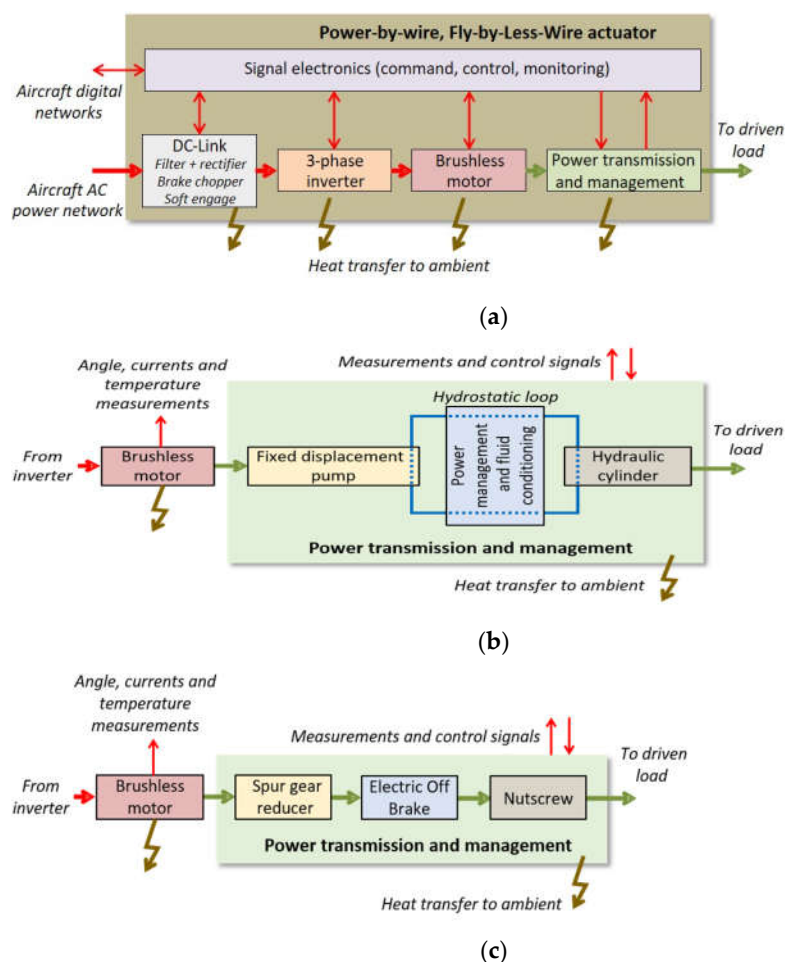 Power-by-wire, Fly-by-Less-Wire actuator
Signal electronics (command, control, monitoring)
Aircraft digital
networks
DC-Link
Filter + rectifier
Brake chopper
Soft engage
3-phase
inverter
Brushless
motor
Power transmission
and management
To driven
load
Aircraft AC
power network
Heat transfer to ambient
(a)
Angle, currents and
temperature
measurements
Measurements and control signals
Hydrostatic loop
From
inverter
Brushless
motor
Fixed displacement
pump
Power
management
and fluid
conditioning
Hydraulic
cylinder
To driven
load
Power transmission and management
Heat transfer to ambient
(b)
Angle, currents and
temperature
measurements
Measurements and control signals
To driven
load
From
inverter
Brushless
motor
Spur gear
reducer
Electric Off
Brake
Nutscrew
Power transmission and management
Heat transfer to ambient
(c)